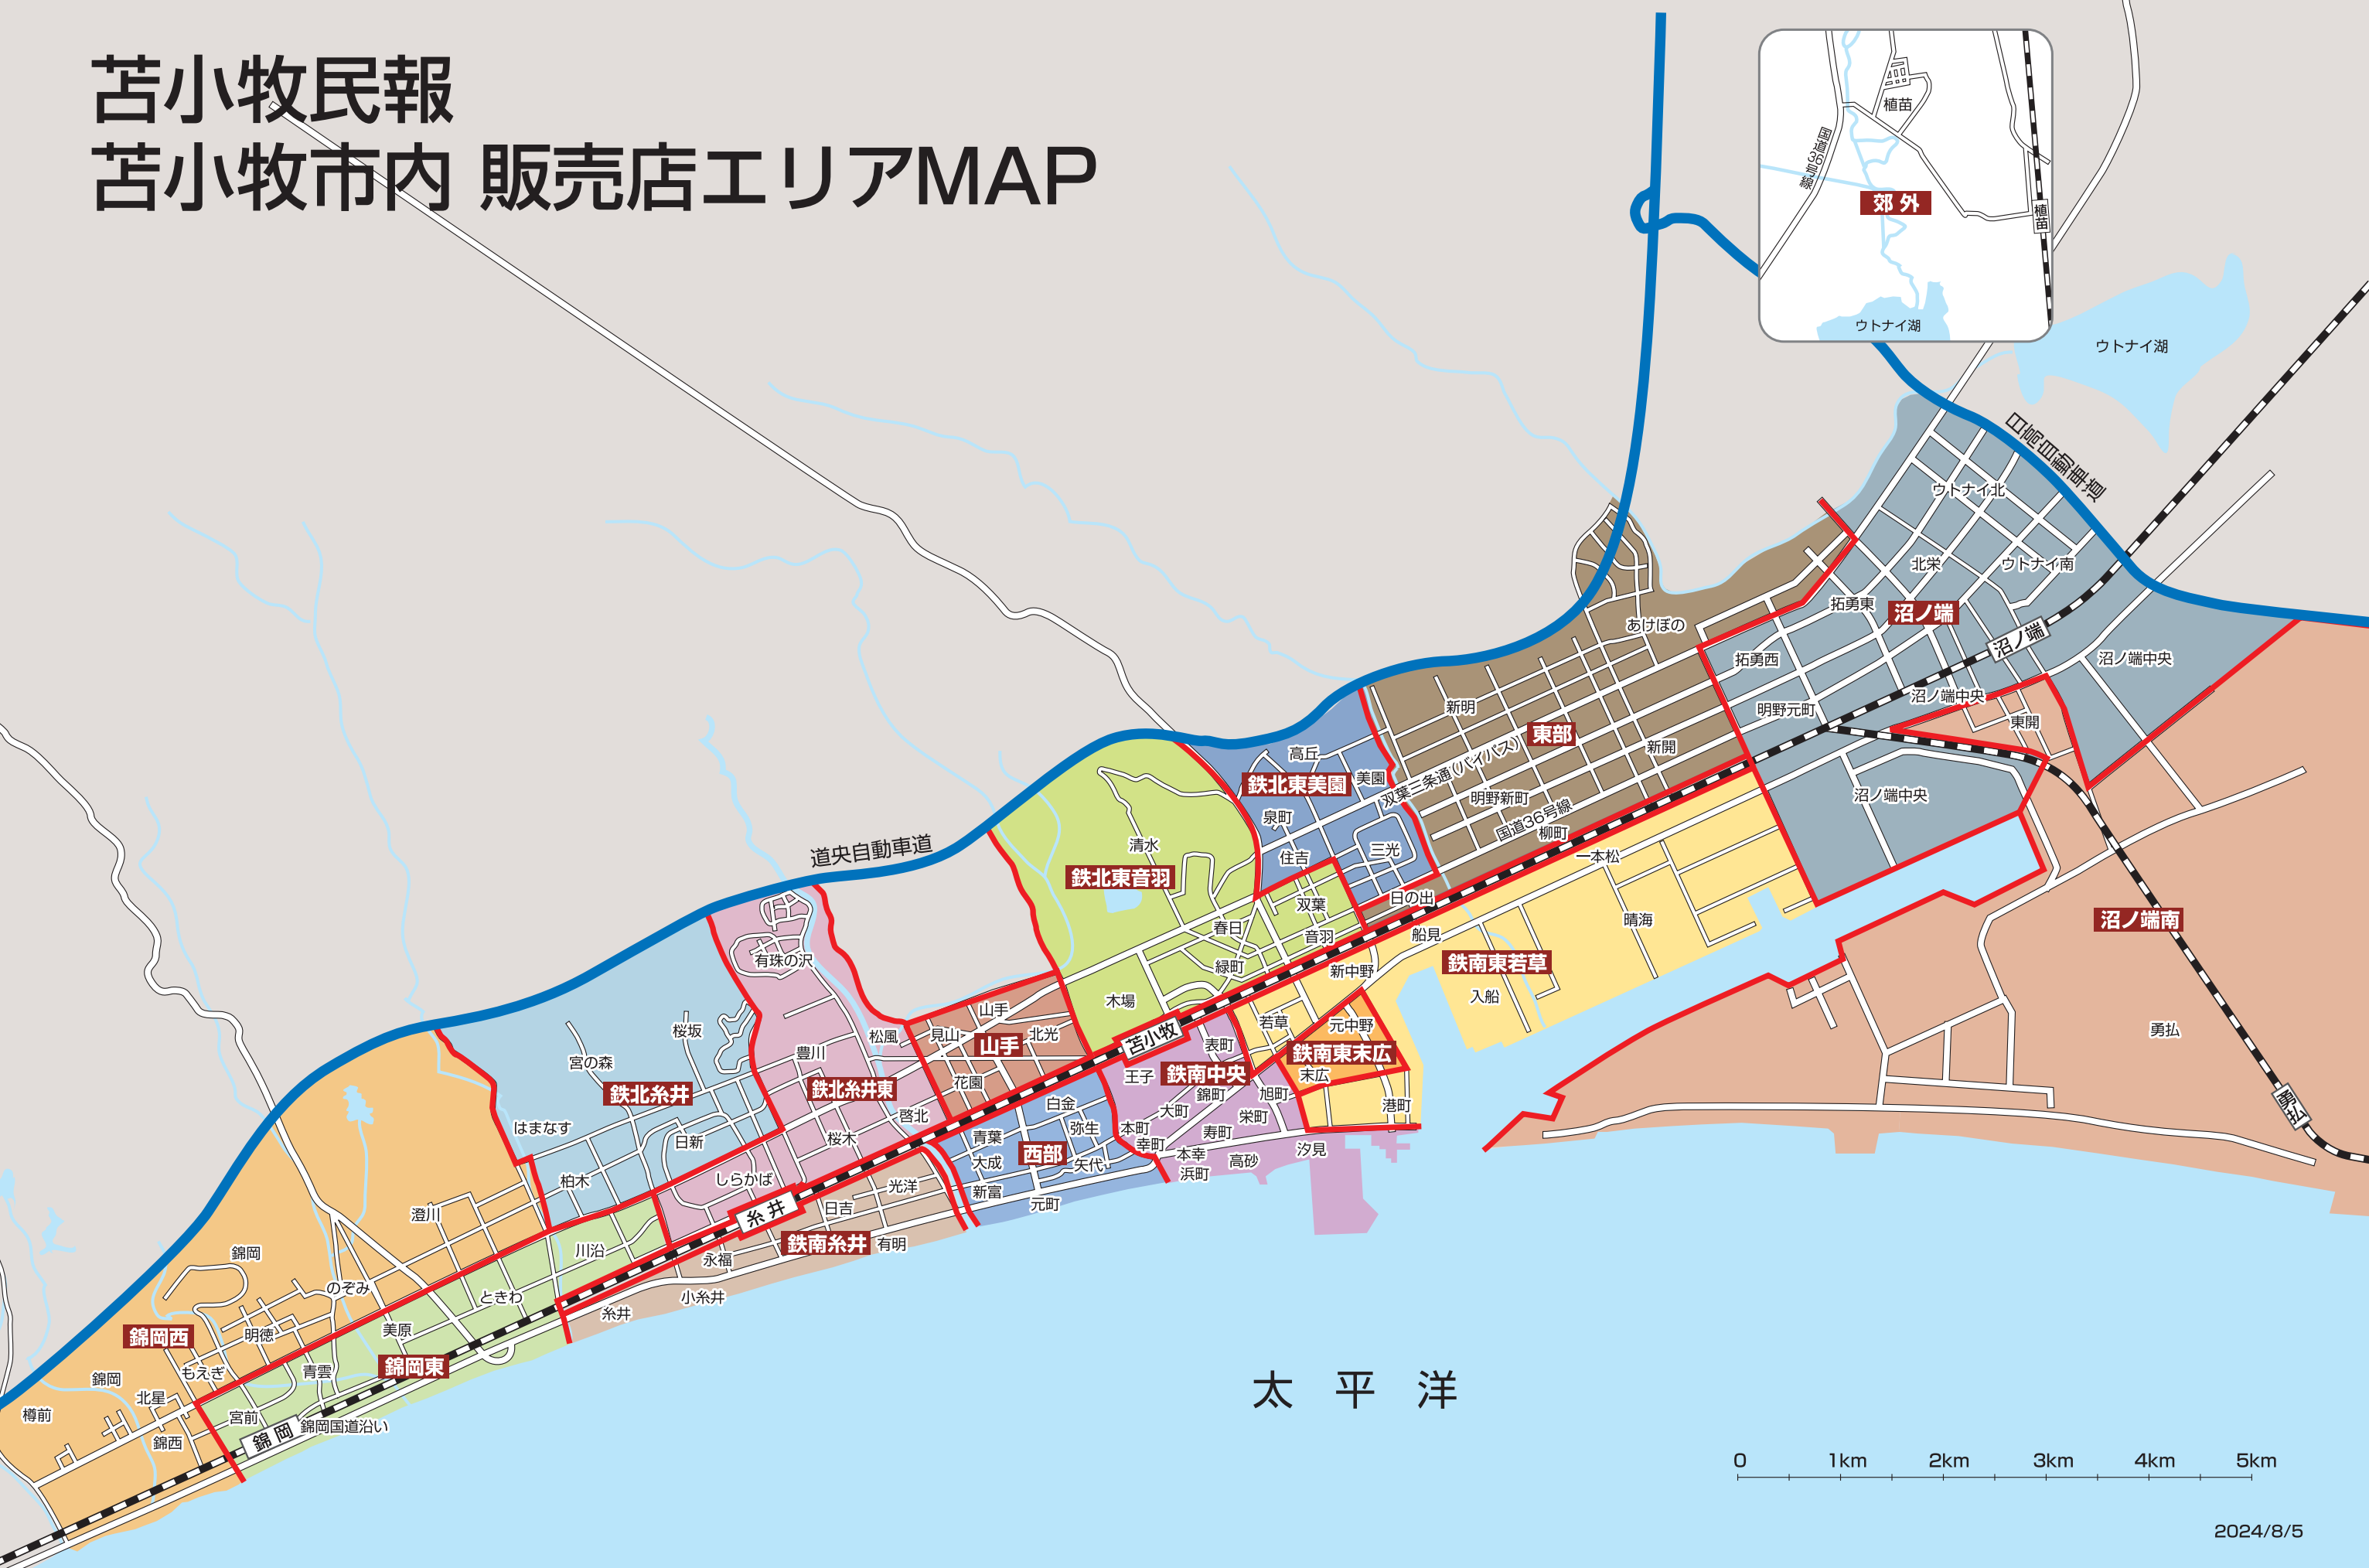 苫小牧民報
苫小牧市内 販売店エリアMAP
植苗
国道36号線
郊外
植苗
ウトナイ湖
ウトナイ湖
日高自動車道
ウトナイ北
北栄
ウトナイ南
拓勇東
沼ノ端
沼ノ端
あけぼの
拓勇西
沼ノ端中央
沼ノ端中央
明野元町
東開
新明
東部
新開
高丘
美園
鉄北東美園
双葉三条通(バイパス)
明野新町
国道36号線
柳町
沼ノ端中央
泉町
三光
住吉
一本松
道央自動車道
清水
鉄北東音羽
双葉
日の出
晴海
沼ノ端南
春日
音羽
船見
有珠の沢
緑町
新中野
鉄南東若草
入船
木場
山手
若草
元中野
勇払
桜坂
松風
見山
北光
苫小牧
山手
表町
鉄南東末広
宮の森
豊川
鉄北糸井
鉄北糸井東
花園
王子
鉄南中央
末広
錦町
旭町
勇払
白金
大町
栄町
港町
啓北
はまなす
日新
桜木
青葉
弥生
本町
寿町
幸町
西部
大成
矢代
本幸
高砂
汐見
浜町
柏木
しらかば
光洋
新富
元町
糸井
日吉
澄川
鉄南糸井
有明
川沿
永福
錦岡
のぞみ
ときわ
小糸井
糸井
錦岡西
明徳
美原
錦岡東
もえぎ
青雲
錦岡
北星
樽前
宮前
錦岡国道沿い
錦岡
錦西
太平洋
0 1km 2km 3km 4km 5km
2024/8/5